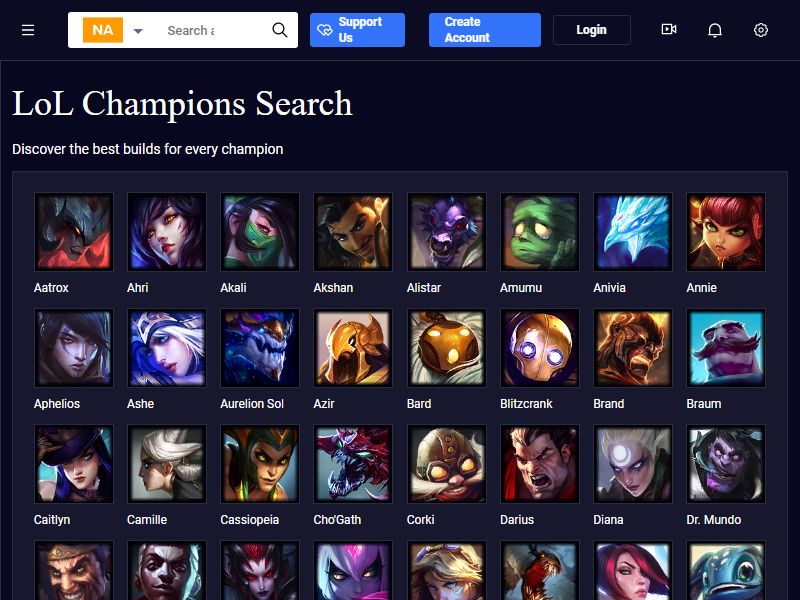 NA
Search a
Support Us
Create Account
Login
LoL Champions Search
Discover the best builds for every champion
Aatrox Ahri Akali Akshan Alistar Amumu Anivia Annie
Aphelios Ashe Aurelion Sol Azir Bard Blitzcrank Brand Braum
Caitlyn Camille Cassiopeia Cho'Gath Corki Darius Diana Dr. Mundo